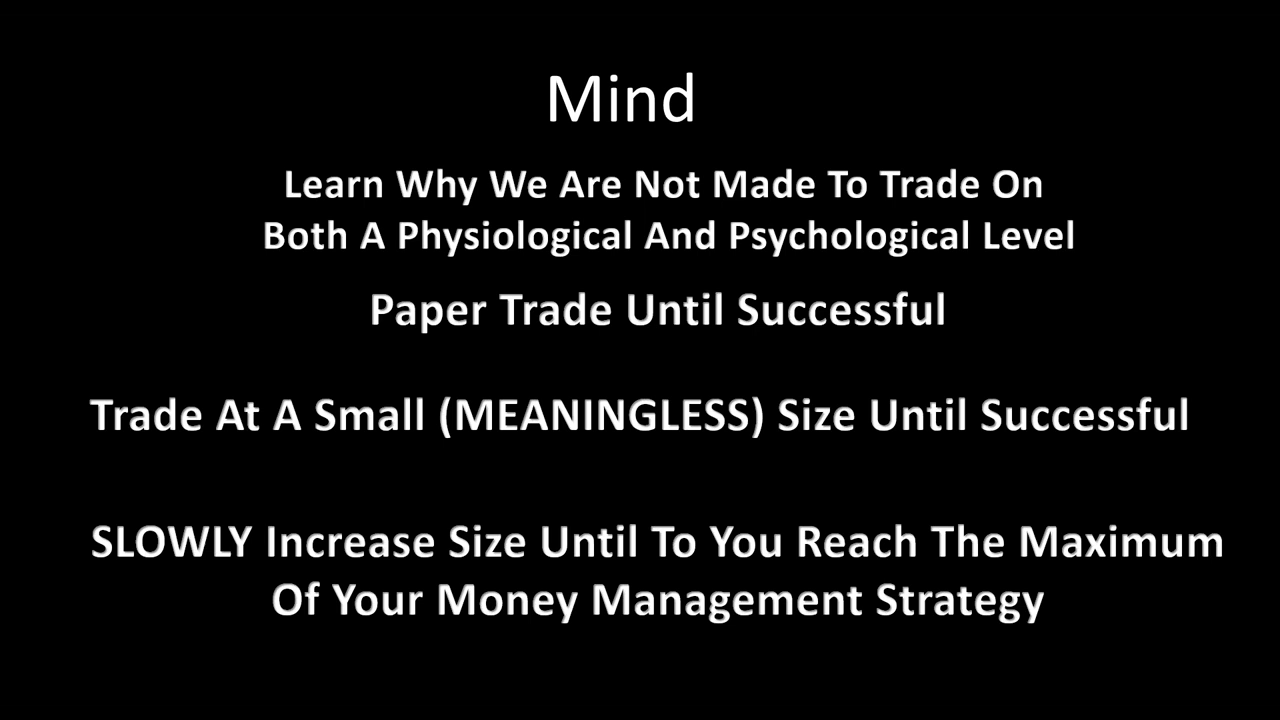 Mind
Learn Why We Are Not Made To Trade On
Both A Physiological And Psychological Level
Paper Trade Until Successful
Trade At A Small (MEANINGLESS) Size Until Successful
SLOWLY Increase Size Until To You Reach The Maximum
Of Your Money Management Strategy